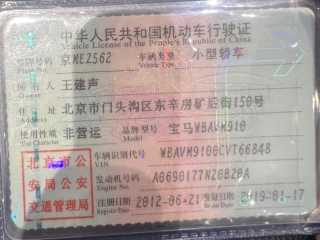 中华人民共和国机动车行驶证
Vehicle License of the People's Republic of China
号牌号码 京MEZ562 车辆类型 小型轿车
Plate No. Vehicle Type
所有人 王建声
Owner
住址 北京市门头沟区东辛房矿后街150号
Address
使用性质 非营运 品牌型号 宝马WBAVM910
Use Character Model
北京市公 车辆识别代号 WBAVM9100CVT66848
VIN
安局公安 发动机号码 A0690177N20B20A
Engine No.
交通管理局 注册日期 2012-06-21 发证日期 2019-01-17
Register Date Issue Date